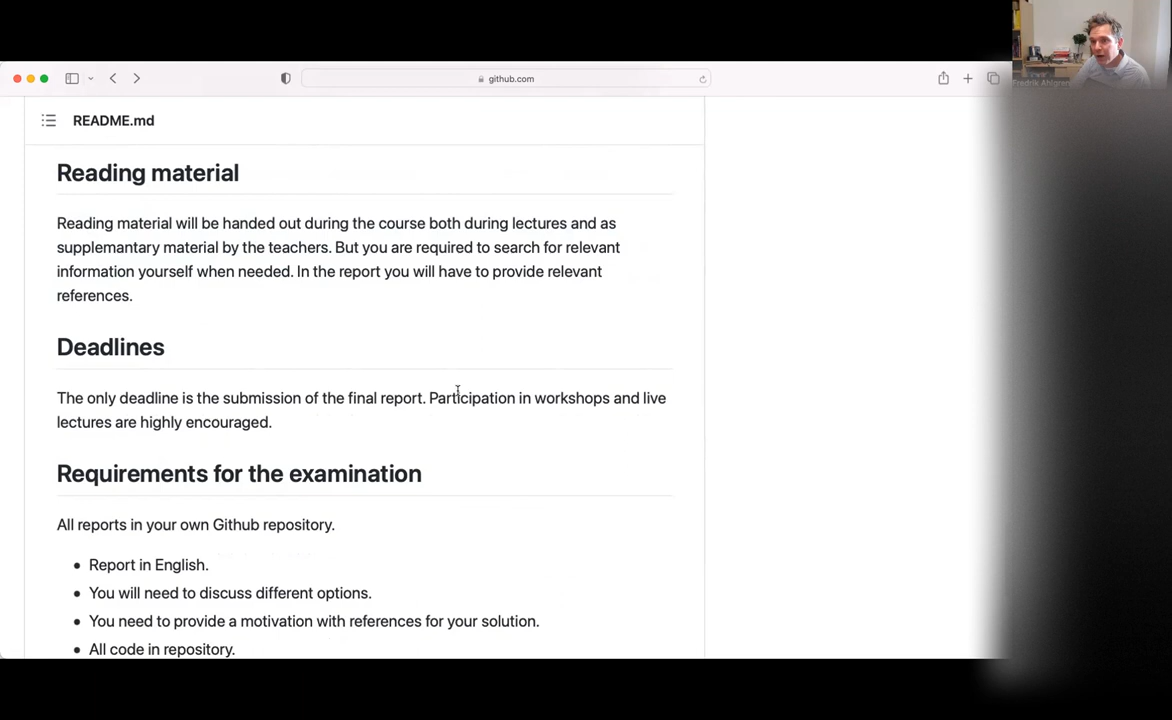 github.com
Fredrik Ahlgren
README.md
Reading material
Reading material will be handed out during the course both during lectures and as
supplemantary material by the teachers. But you are required to search for relevant
information yourself when needed. In the report you will have to provide relevant
references.
Deadlines
The only deadline is the submission of the final report. Participation in workshops and live
lectures are highly encouraged.
Requirements for the examination
All reports in your own Github repository.
Report in English.
You will need to discuss different options.
You need to provide a motivation with references for your solution.
All code in repository.